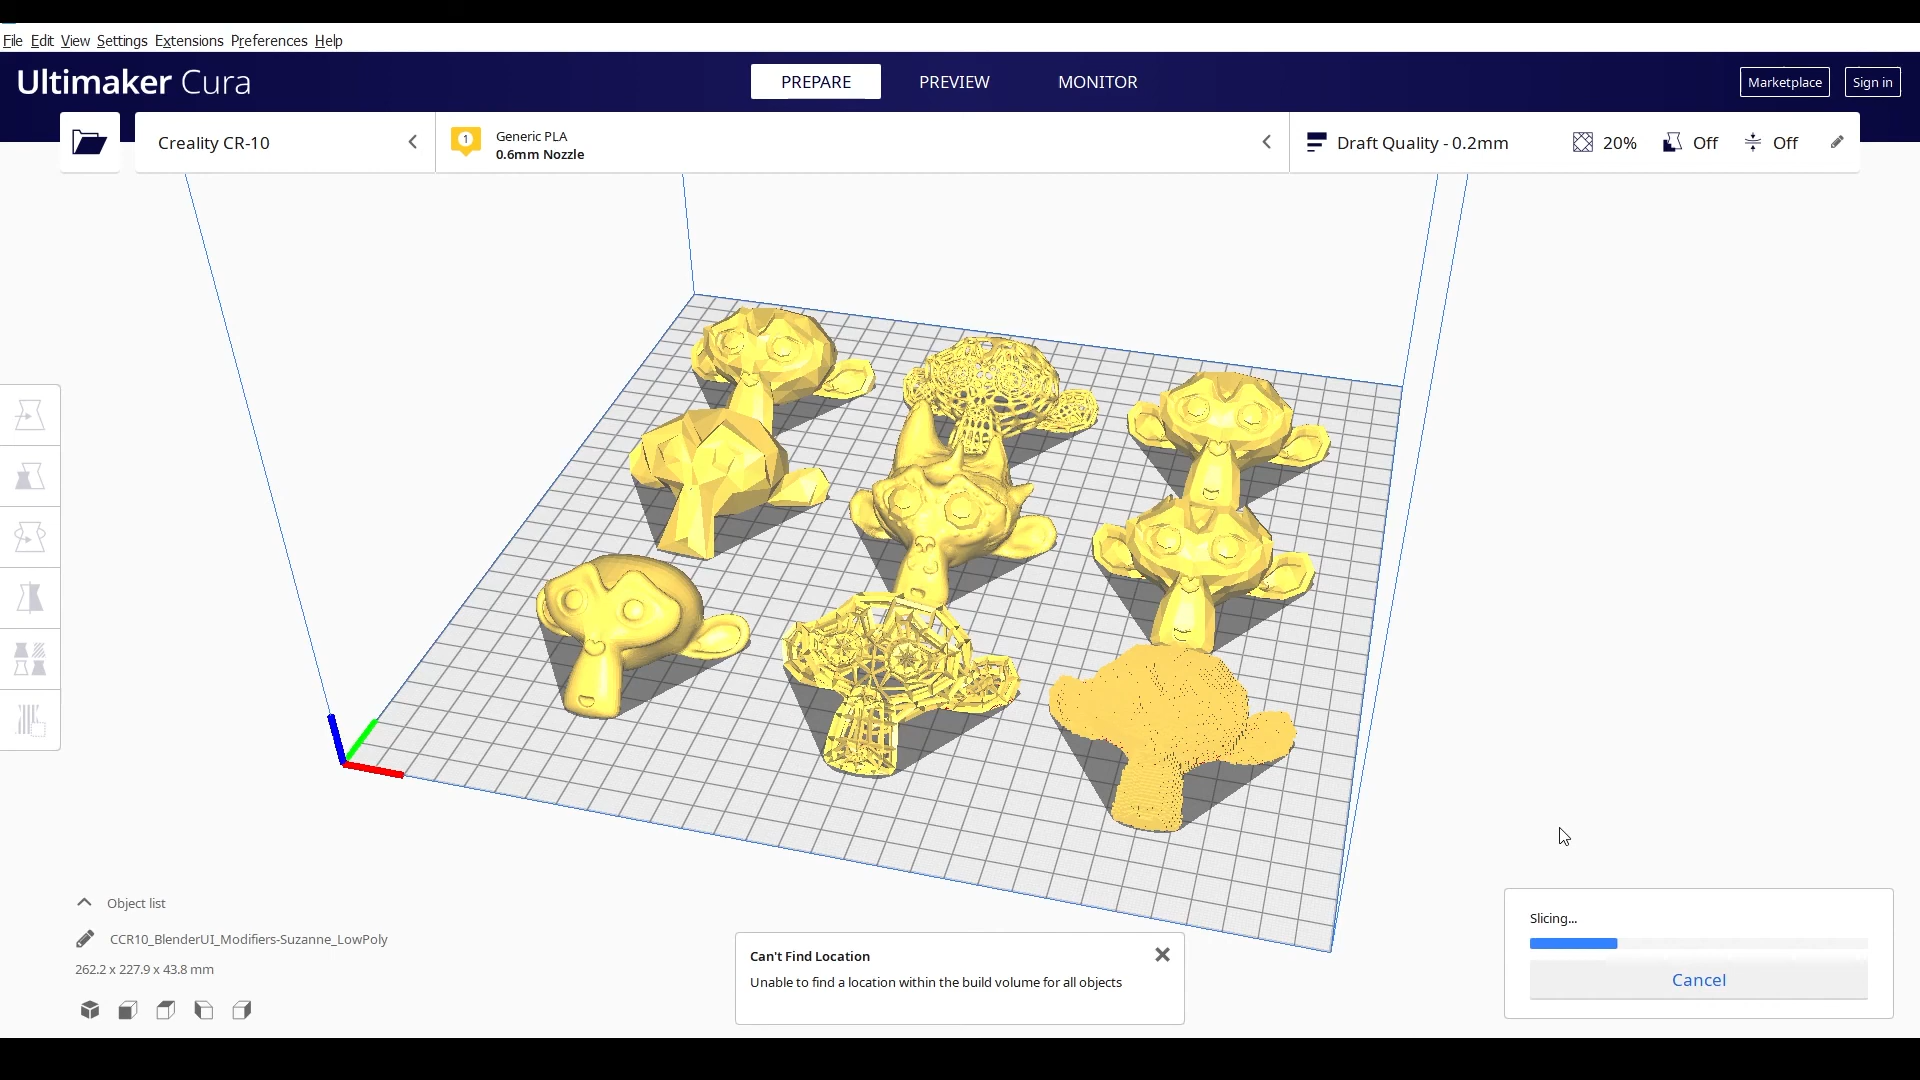 File Edit View Settings Extensions Preferences Help
Ultimaker Cura
PREPARE
PREVIEW
MONITOR
Marketplace
Sign in
Creality CR-10
1
Generic PLA
0.6mm Nozzle
Draft Quality - 0.2mm
20%
Off
Off
Object list
CCR10_BlenderUI_Modifiers-Suzanne_LowPoly
262.2 x 227.9 x 43.8 mm
Can't Find Location
Unable to find a location within the build volume for all objects
Slicing...
Cancel